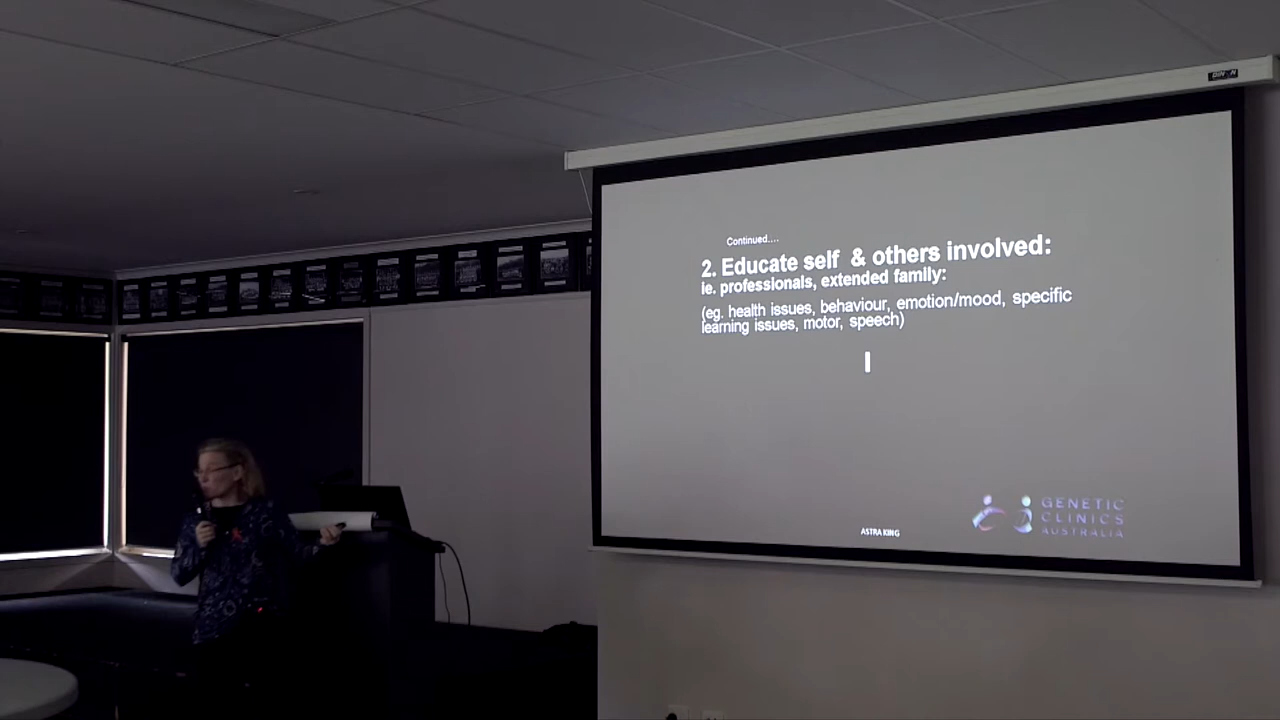 Continued....
2. Educate self & others involved:
ie. professionals, extended family:
(eg. health issues, behaviour, emotion/mood, specific
learning issues, motor, speech)
ASTRA KING
GENETIC
CLINICS
AUSTRALIA